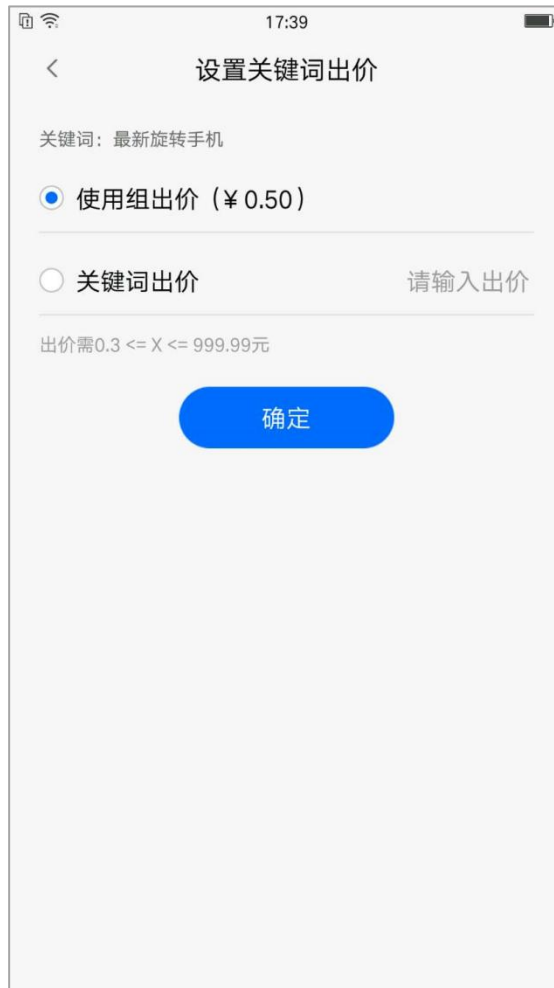 17:39
设置关键词出价
关键词：最新旋转手机
使用组出价（¥ 0.50）
关键词出价 请输入出价
出价需0.3 <= X <= 999.99元
确定